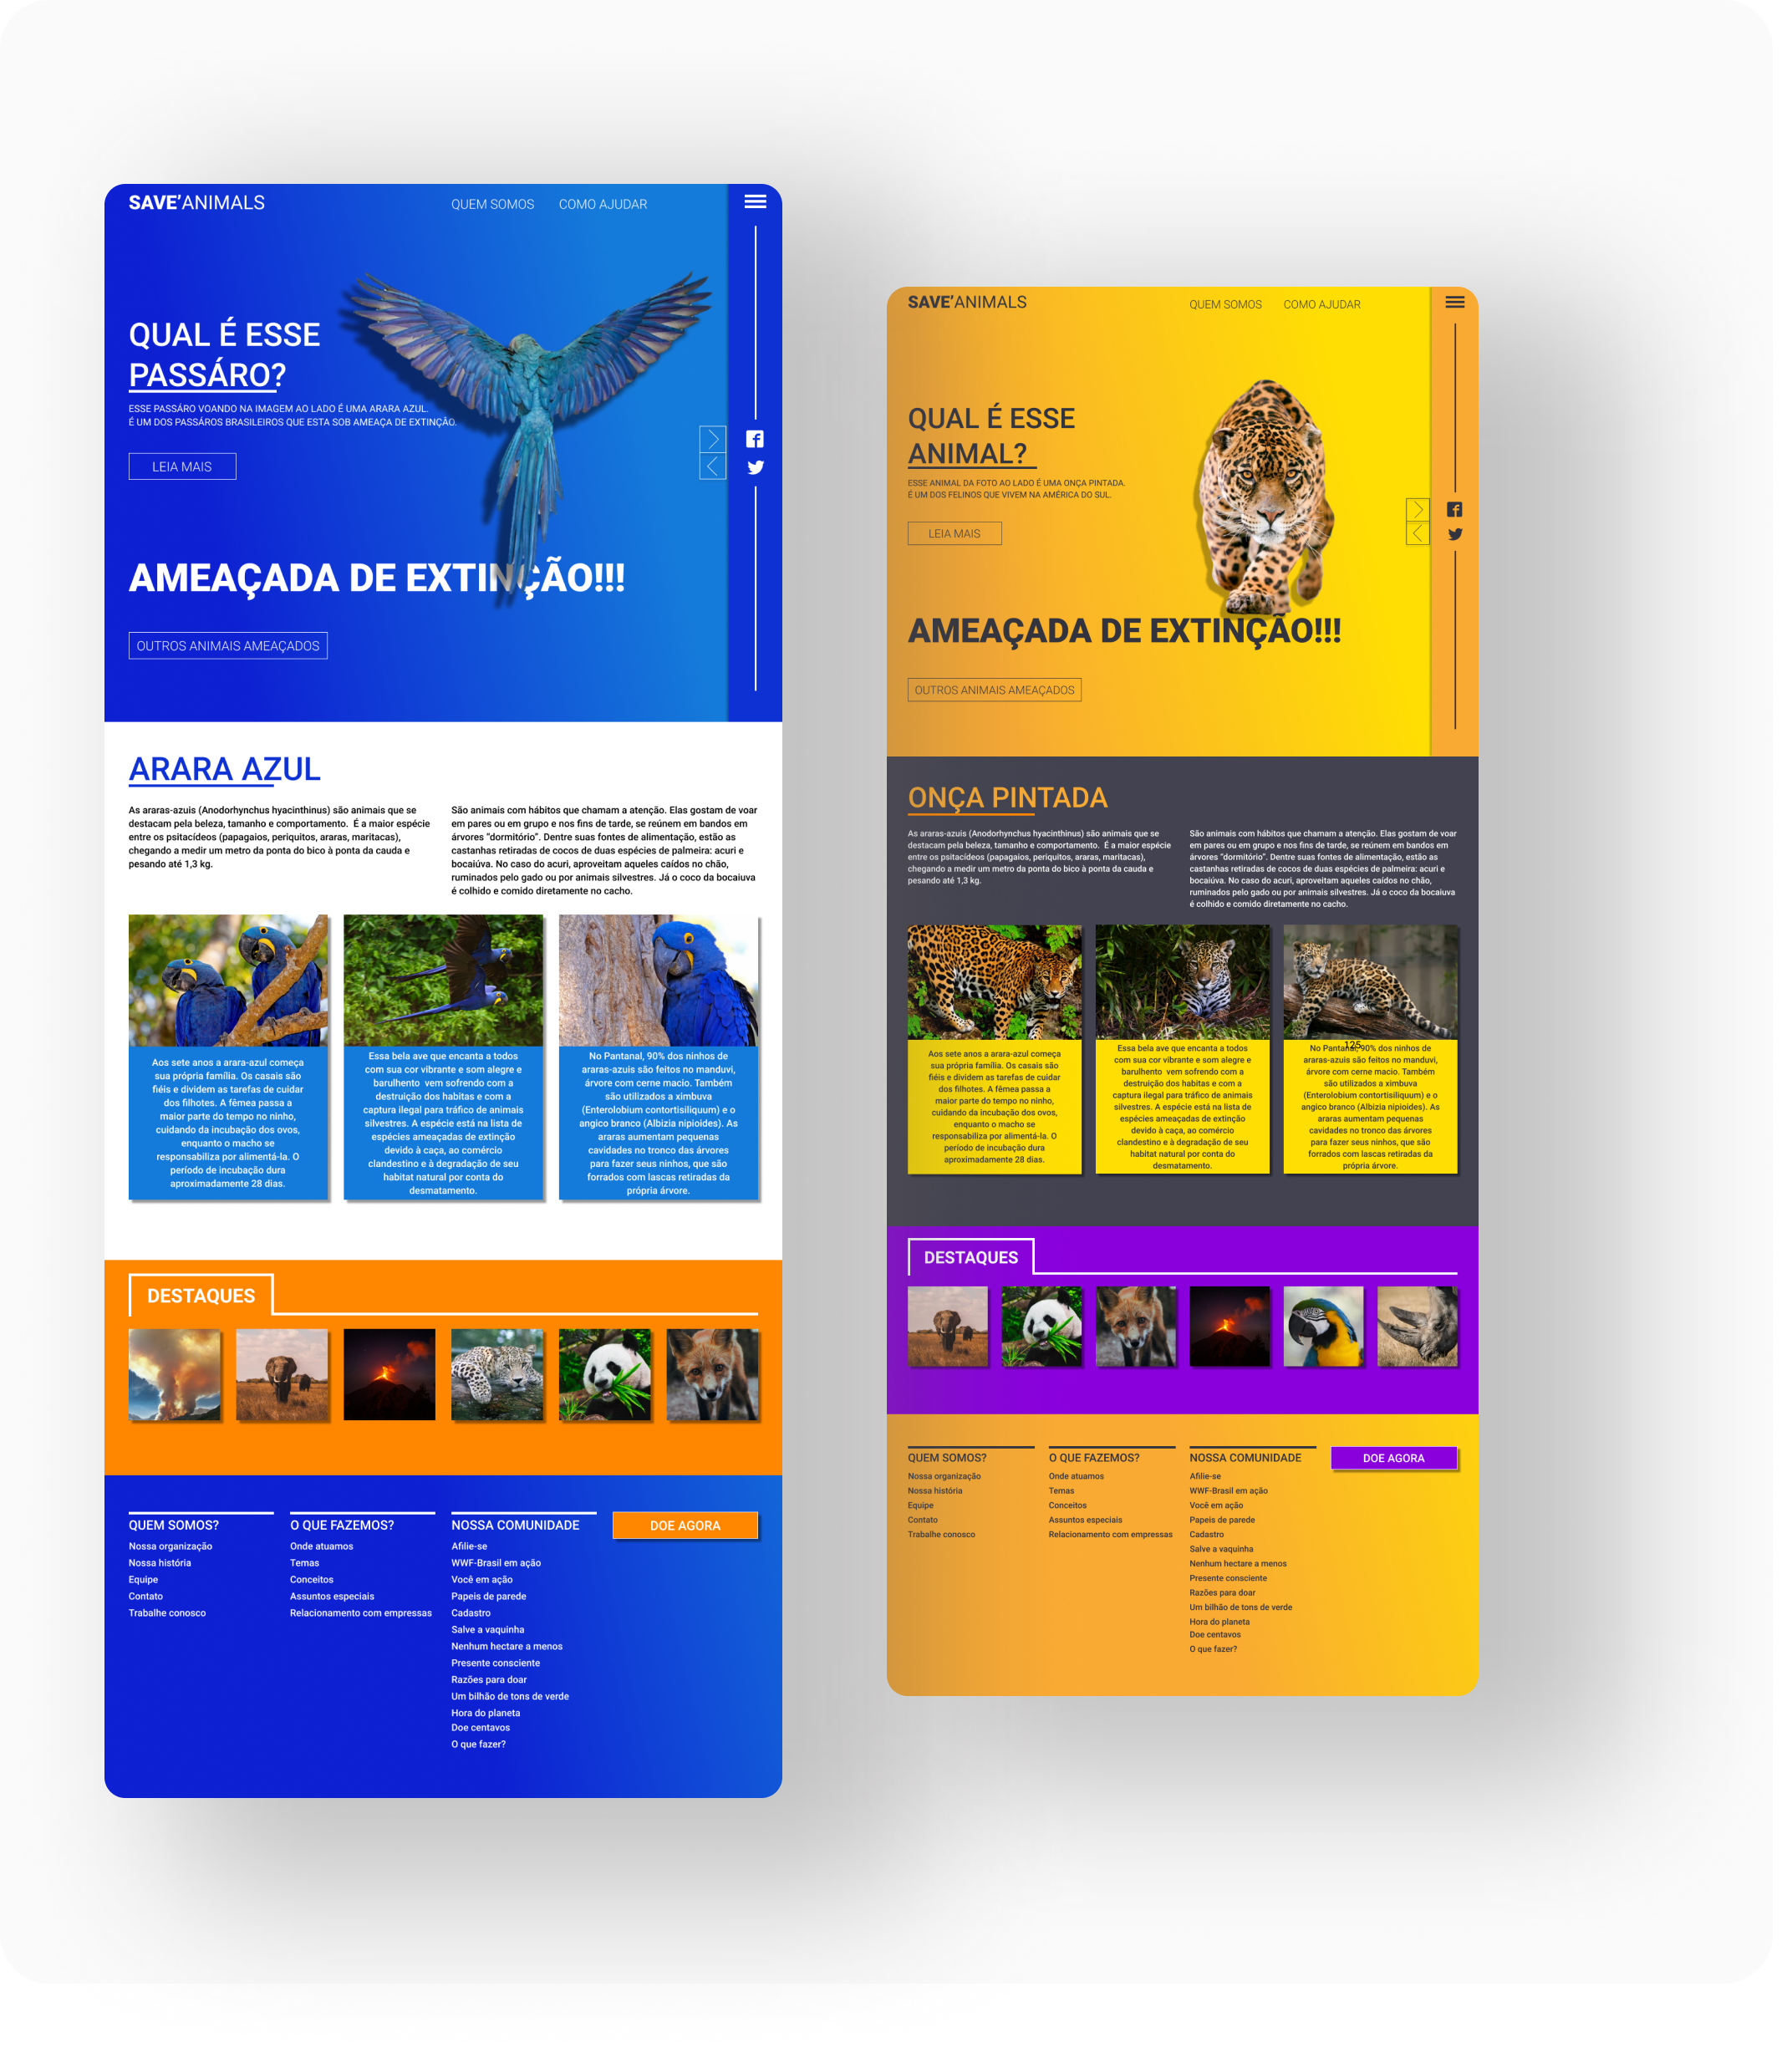 SAVE'ANIMALS
QUEM SOMOS
COMO AJUDAR
QUAL É ESSE
PASSÁRO?
ESSE PASSÁRO VOANDO NA IMAGEM AO LADO É UMA ARARA AZUL.
É UM DOS PASSÁROS BRASILEIROS QUE ESTA SOB AMEAÇA DE EXTINÇÃO.
LEIA MAIS
AMEAÇADA DE EXTINÇÃO!!!
OUTROS ANIMAIS AMEAÇADOS
ARARA AZUL
As araras-azuis (Anodorhynchus hyacinthinus) são animais que se
destacam pela beleza, tamanho e comportamento.  É a maior espécie
entre os psitacídeos (papagaios, periquitos, araras, maritacas),
chegando a medir um metro da ponta do bico à ponta da cauda e
pesando até 1,3 kg.
São animais com hábitos que chamam a atenção. Elas gostam de voar
em pares ou em grupo e nos fins de tarde, se reúnem em bandos em
árvores "dormitório". Dentre suas fontes de alimentação, estão as
castanhas retiradas de cocos de duas espécies de palmeira: acuri e
bocaiúva. No caso do acuri, aproveitam aqueles caídos no chão,
ruminados pelo gado ou por animais silvestres. Já o coco da bocaiuva
é colhido e comido diretamente no cacho.
Aos sete anos a arara-azul começa
sua própria família. Os casais são
fiéis e dividem as tarefas de cuidar
dos filhotes. A fêmea passa a
maior parte do tempo no ninho,
cuidando da incubação dos ovos,
enquanto o macho se
responsabiliza por alimentá-la. O
período de incubação dura
aproximadamente 28 dias.
Essa bela ave que encanta a todos
com sua cor vibrante e som alegre e
barulhento  vem sofrendo com a
destruição dos habitas e com a
captura ilegal para tráfico de animais
silvestres. A espécie está na lista de
espécies ameaçadas de extinção
devido à caça, ao comércio
clandestino e à degradação de seu
habitat natural por conta do
desmatamento.
No Pantanal, 90% dos ninhos de
araras-azuis são feitos no manduvi,
árvore com cerne macio. Também
são utilizados a ximbuva
(Enterolobium contortisiliquum) e o
angico branco (Albizia nipioides). As
araras aumentam pequenas
cavidades no tronco das árvores
para fazer seus ninhos, que são
forrados com lascas retiradas da
própria árvore.
DESTAQUES
QUEM SOMOS?
Nossa organização
Nossa história
Equipe
Contato
Trabalhe conosco
O QUE FAZEMOS?
Onde atuamos
Temas
Conceitos
Assuntos especiais
Relacionamento com empressas
NOSSA COMUNIDADE
Afilie-se
WWF-Brasil em ação
Você em ação
Papeis de parede
Cadastro
Salve a vaquinha
Nenhum hectare a menos
Presente consciente
Razões para doar
Um bilhão de tons de verde
Hora do planeta
Doe centavos
O que fazer?
DOE AGORA
SAVE'ANIMALS
QUEM SOMOS
COMO AJUDAR
QUAL É ESSE
ANIMAL?
ESSE ANIMAL DA FOTO AO LADO É UMA ONÇA PINTADA.
É UM DOS FELINOS QUE VIVEM NA AMÉRICA DO SUL.
LEIA MAIS
AMEAÇADA DE EXTINÇÃO!!!
OUTROS ANIMAIS AMEAÇADOS
ONÇA PINTADA
As araras-azuis (Anodorhynchus hyacinthinus) são animais que se
destacam pela beleza, tamanho e comportamento.  É a maior espécie
entre os psitacídeos (papagaios, periquitos, araras, maritacas),
chegando a medir um metro da ponta do bico à ponta da cauda e
pesando até 1,3 kg.
São animais com hábitos que chamam a atenção. Elas gostam de voar
em pares ou em grupo e nos fins de tarde, se reúnem em bandos em
árvores "dormitório". Dentre suas fontes de alimentação, estão as
castanhas retiradas de cocos de duas espécies de palmeira: acuri e
bocaiúva. No caso do acuri, aproveitam aqueles caídos no chão,
ruminados pelo gado ou por animais silvestres. Já o coco da bocaiuva
é colhido e comido diretamente no cacho.
Aos sete anos a arara-azul começa
sua própria família. Os casais são
fiéis e dividem as tarefas de cuidar
dos filhotes. A fêmea passa a
maior parte do tempo no ninho,
cuidando da incubação dos ovos,
enquanto o macho se
responsabiliza por alimentá-la. O
período de incubação dura
aproximadamente 28 dias.
Essa bela ave que encanta a todos
com sua cor vibrante e som alegre e
barulhento  vem sofrendo com a
destruição dos habitas e com a
captura ilegal para tráfico de animais
silvestres. A espécie está na lista de
espécies ameaçadas de extinção
devido à caça, ao comércio
clandestino e à degradação de seu
habitat natural por conta do
desmatamento.
125
No Pantanal, 90% dos ninhos de
araras-azuis são feitos no manduvi,
árvore com cerne macio. Também
são utilizados a ximbuva
(Enterolobium contortisiliquum) e o
angico branco (Albizia nipioides). As
araras aumentam pequenas
cavidades no tronco das árvores
para fazer seus ninhos, que são
forrados com lascas retiradas da
própria árvore.
DESTAQUES
QUEM SOMOS?
Nossa organização
Nossa história
Equipe
Contato
Trabalhe conosco
O QUE FAZEMOS?
Onde atuamos
Temas
Conceitos
Assuntos especiais
Relacionamento com empressas
NOSSA COMUNIDADE
Afilie-se
WWF-Brasil em ação
Você em ação
Papeis de parede
Cadastro
Salve a vaquinha
Nenhum hectare a menos
Presente consciente
Razões para doar
Um bilhão de tons de verde
Hora do planeta
Doe centavos
O que fazer?
DOE AGORA